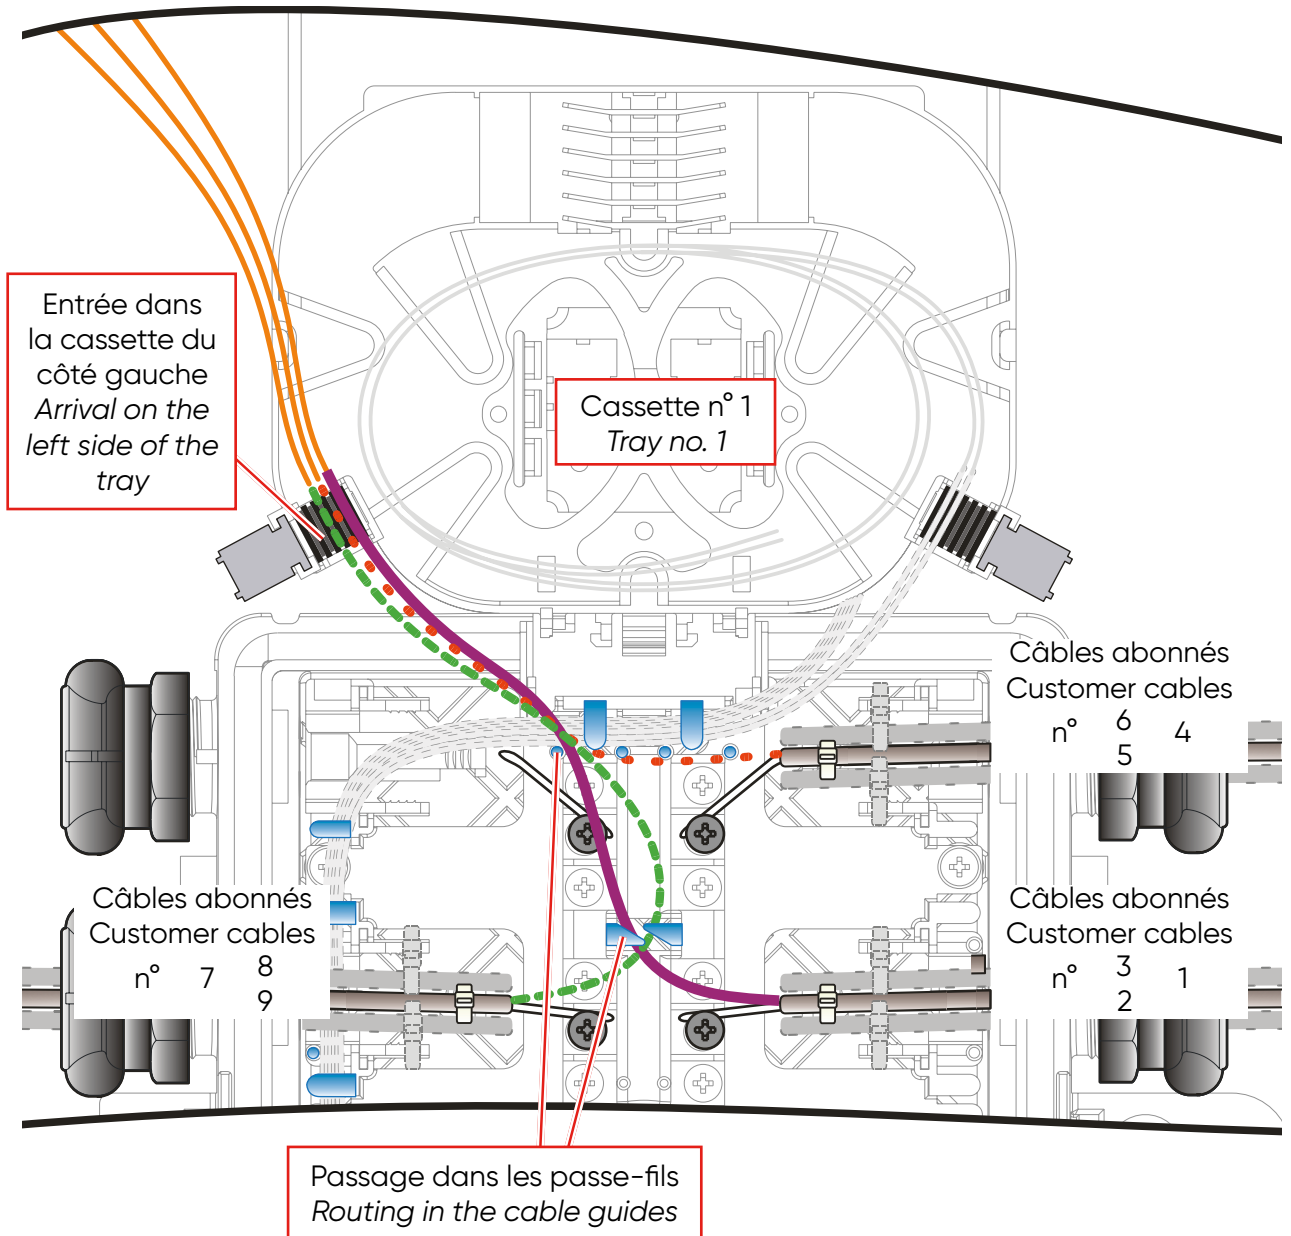 Entrée dans
la cassette du
côté gauche
Arrival on the
left side of the
tray
Cassette n° 1
Tray no. 1
Câbles abonnés
Customer cables
n° 6 4
5
Câbles abonnés
Customer cables
n° 7 8
9
Câbles abonnés
Customer cables
n° 3 1
2
Passage dans les passe-fils
Routing in the cable guides